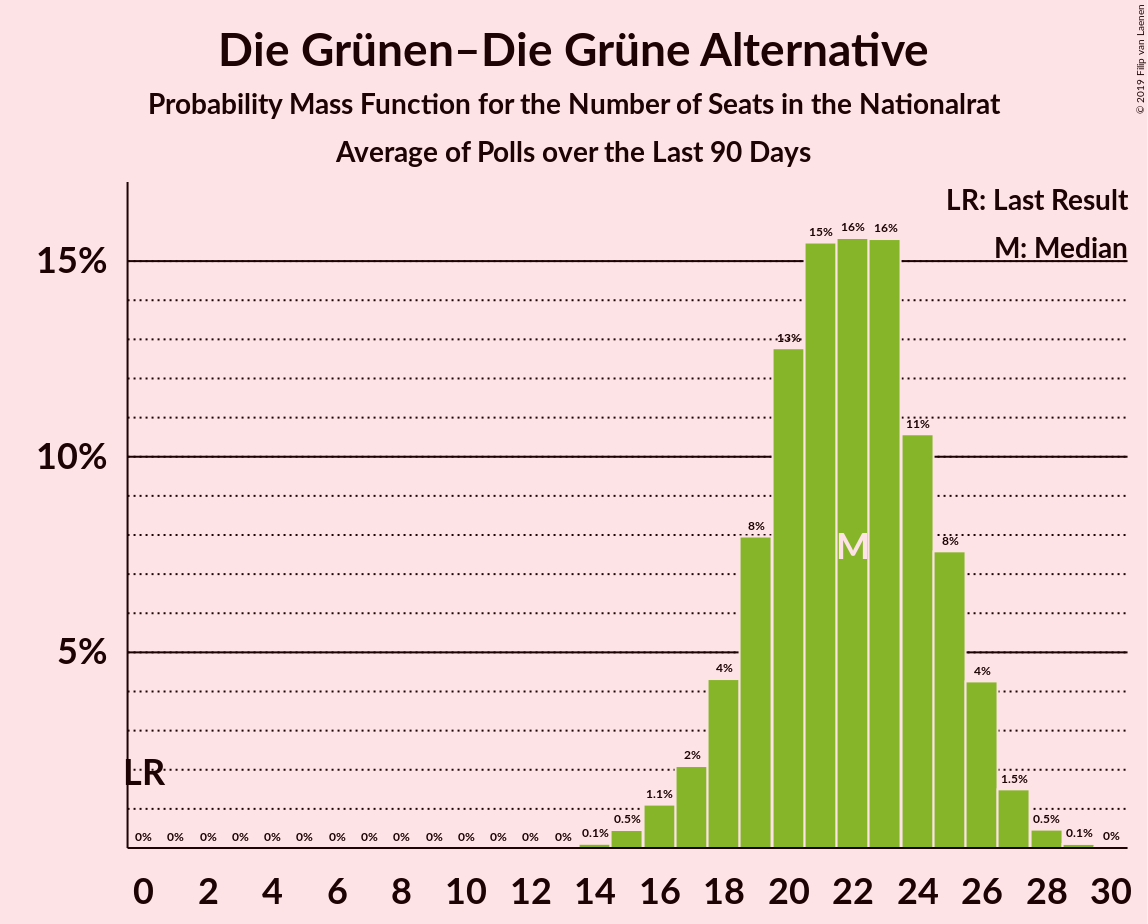 Die Grünen–Die Grüne Alternative
Probability Mass Function for the Number of Seats in the Nationalrat
Average of Polls over the Last 90 Days
© 2019 Filip van Laenen
LR: Last Result
M: Median
15%
10%
5%
15% 16% 16%
13%
11%
8% 8%
M
4% 4%
2%
LR
1.1% 1.5%
0.5% 0.5%
0% 0% 0% 0% 0% 0% 0% 0% 0% 0% 0% 0% 0% 0% 0.1% 0.1% 0%
0 2 4 6 8 10 12 14 16 18 20 22 24 26 28 30